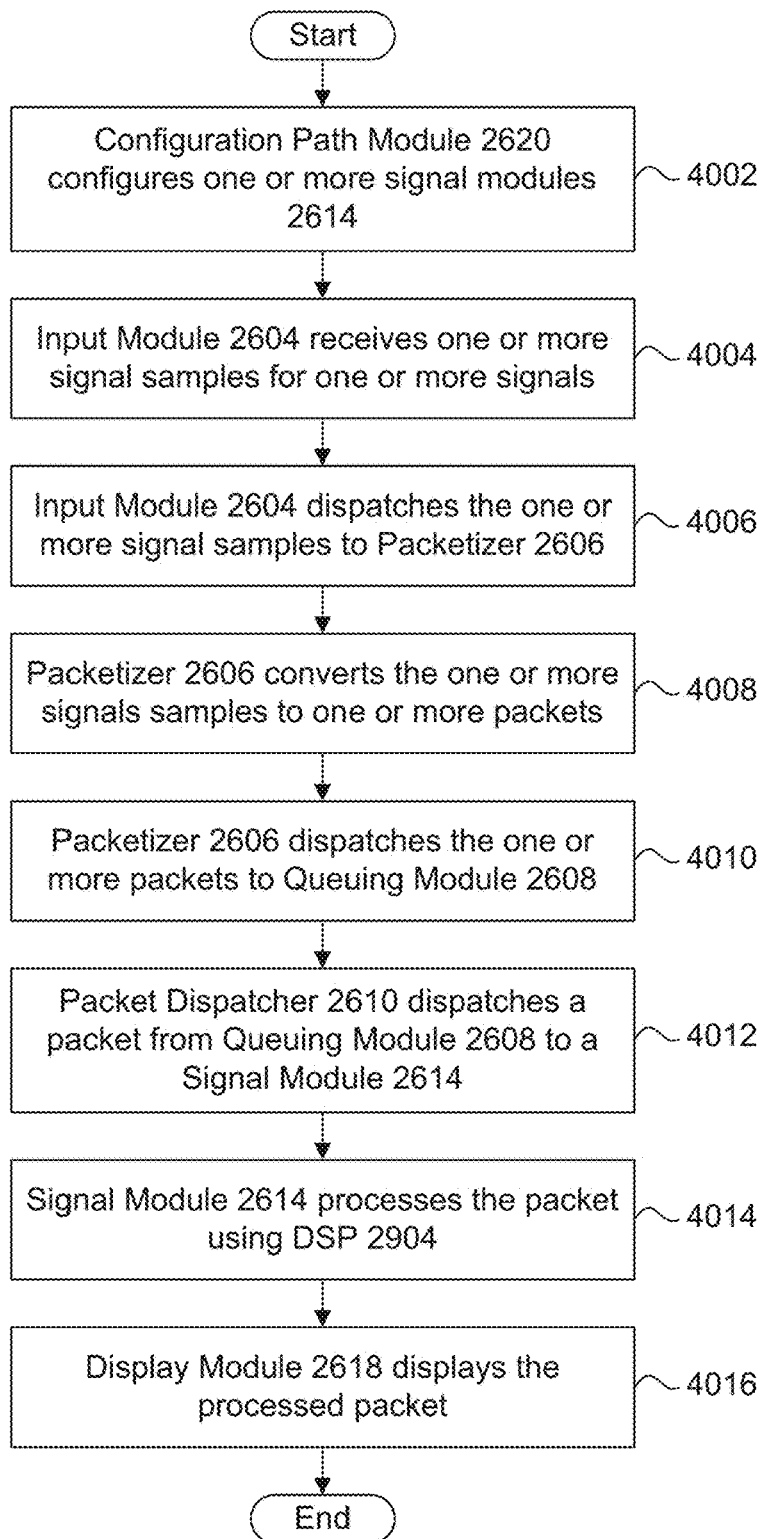 Start
Configuration Path Module 2620
configures one or more signal modules
2614
4002
Input Module 2604 receives one or more
signal samples for one or more signals
4004
Input Module 2604 dispatches the one or
more signal samples to Packetizer 2606
4006
Packetizer 2606 converts the one or more
signals samples to one or more packets
4008
Packetizer 2606 dispatches the one or
more packets to Queuing Module 2608
4010
Packet Dispatcher 2610 dispatches a
packet from Queuing Module 2608 to a
Signal Module 2614
4012
Signal Module 2614 processes the packet
using DSP 2904
4014
Display Module 2618 displays the
processed packet
4016
End